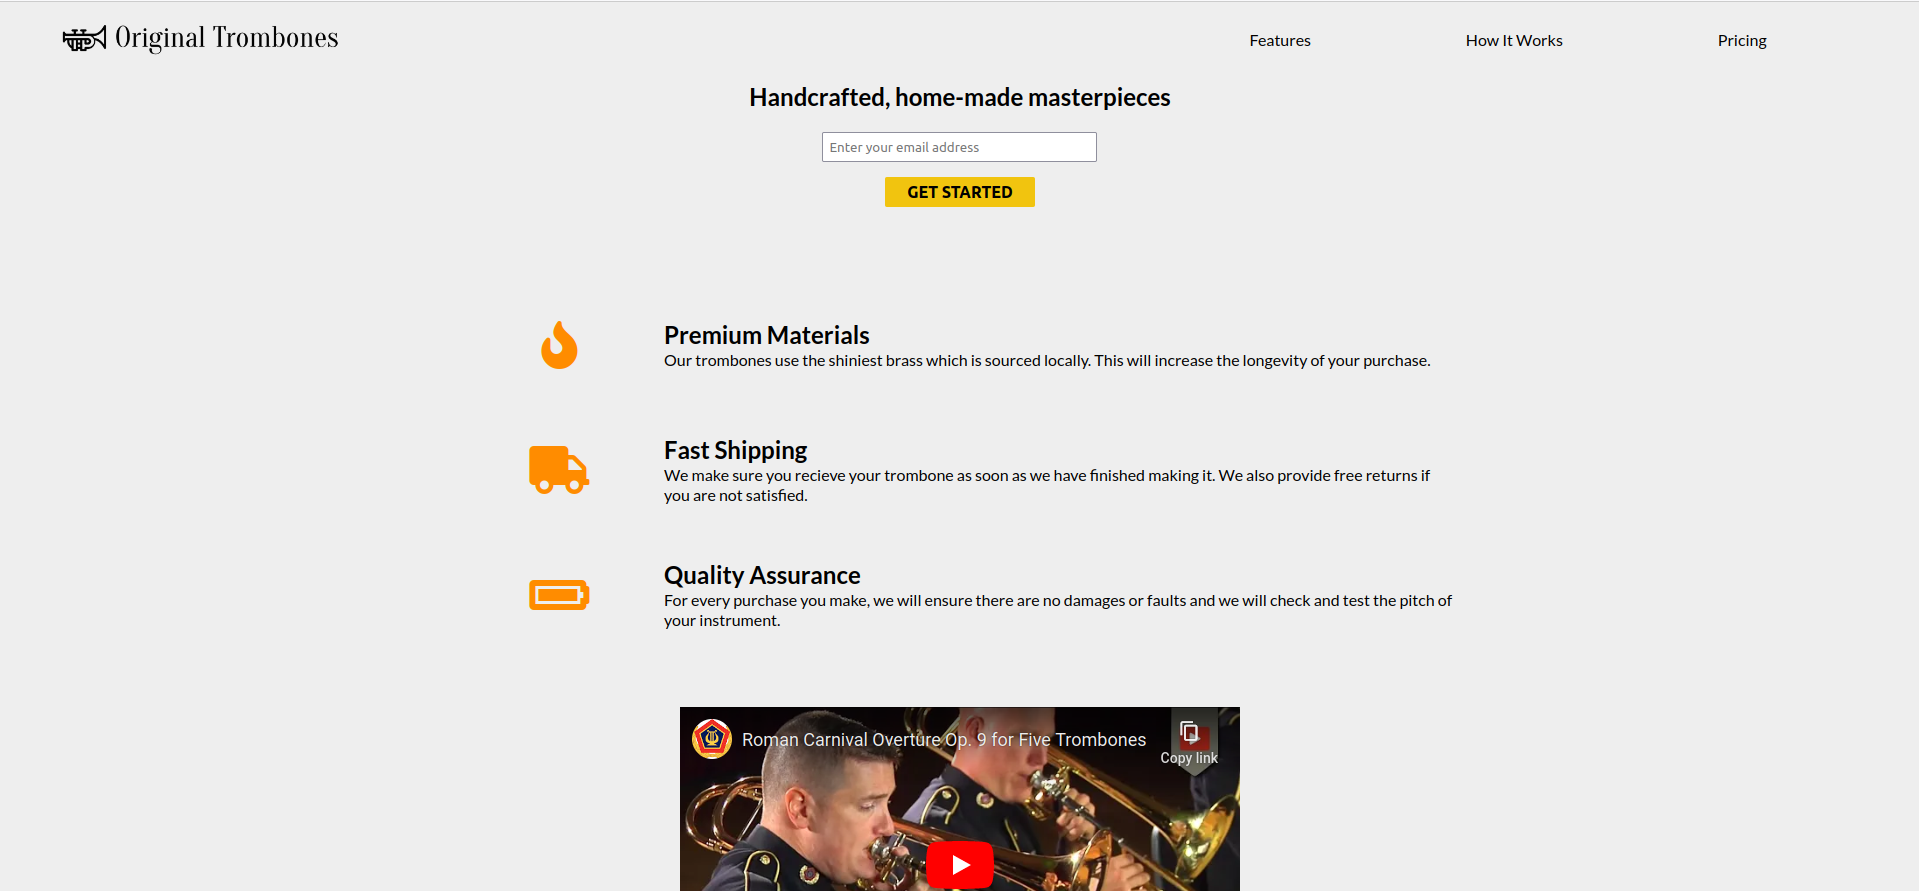 Original Trombones
Features
How It Works
Pricing
Handcrafted, home-made masterpieces
Enter your email address
GET STARTED
Premium Materials
Our trombones use the shiniest brass which is sourced locally. This will increase the longevity of your purchase.
Fast Shipping
We make sure you recieve your trombone as soon as we have finished making it. We also provide free returns if
you are not satisfied.
Quality Assurance
For every purchase you make, we will ensure there are no damages or faults and we will check and test the pitch of
your instrument.
Roman Carnival Overture Op. 9 for Five Trombones
Copy link